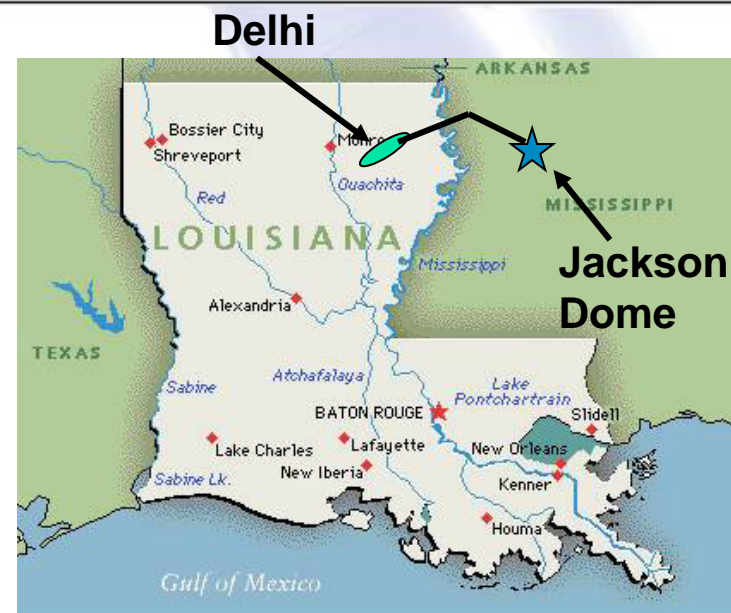 Delhi
ARKANSAS
Bossier City
Shreveport
Monroe
Ouachita
Red
MISSISSIPPI
LOUISIANA
Mississippi
Jackson
Dome
Alexandria
TEXAS
Atchafalaya
Sabine
Lake
Pontchartrain
BATON ROUGE
Slidell
Lake Charles
Lafayette
New Orleans
New Iberia
Kenner
Sabine Lk.
Houma
Gulf of Mexico